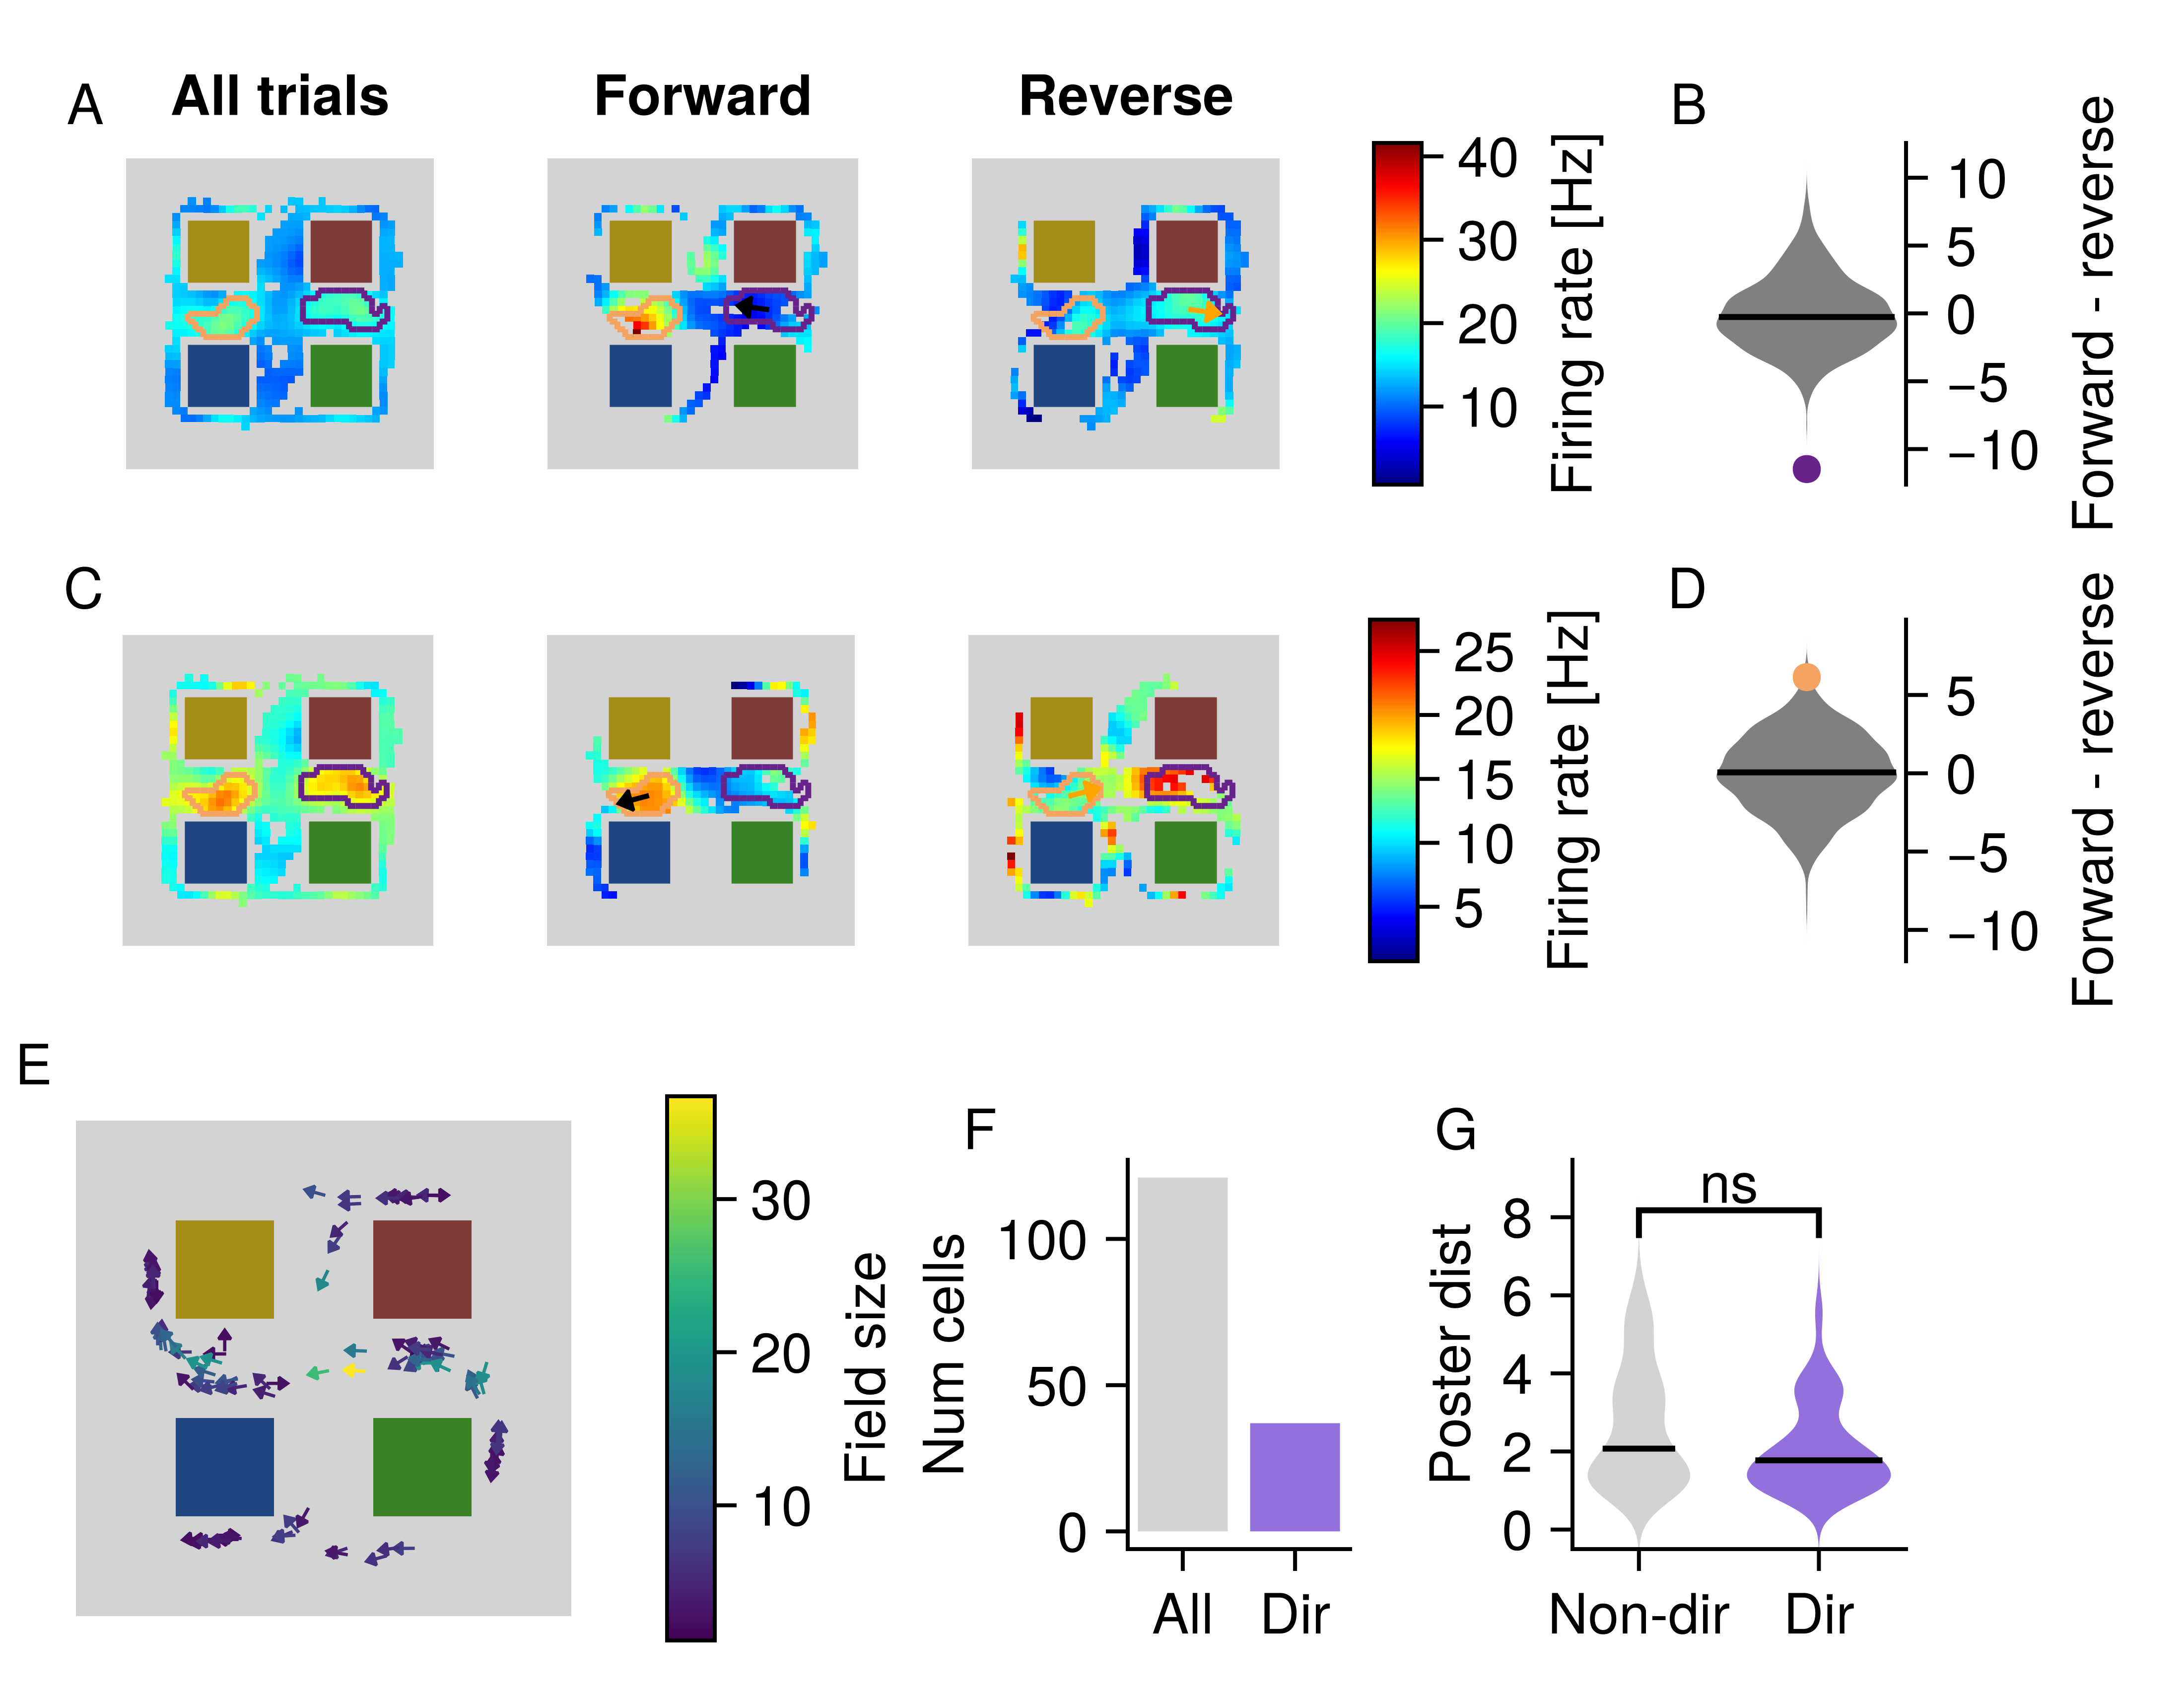 A
All trials
Forward
Reverse
40
30
20
10
Firing rate [Hz]
B
10
5
0
−5
−10
Forward - reverse
C
25
20
15
10
5
Firing rate [Hz]
D
5
0
−5
−10
Forward - reverse
E
30
20
10
Field size
F
Num cells
100
50
0
All
Dir
G
Poster dist
8
6
4
2
0
ns
Non-dir
Dir